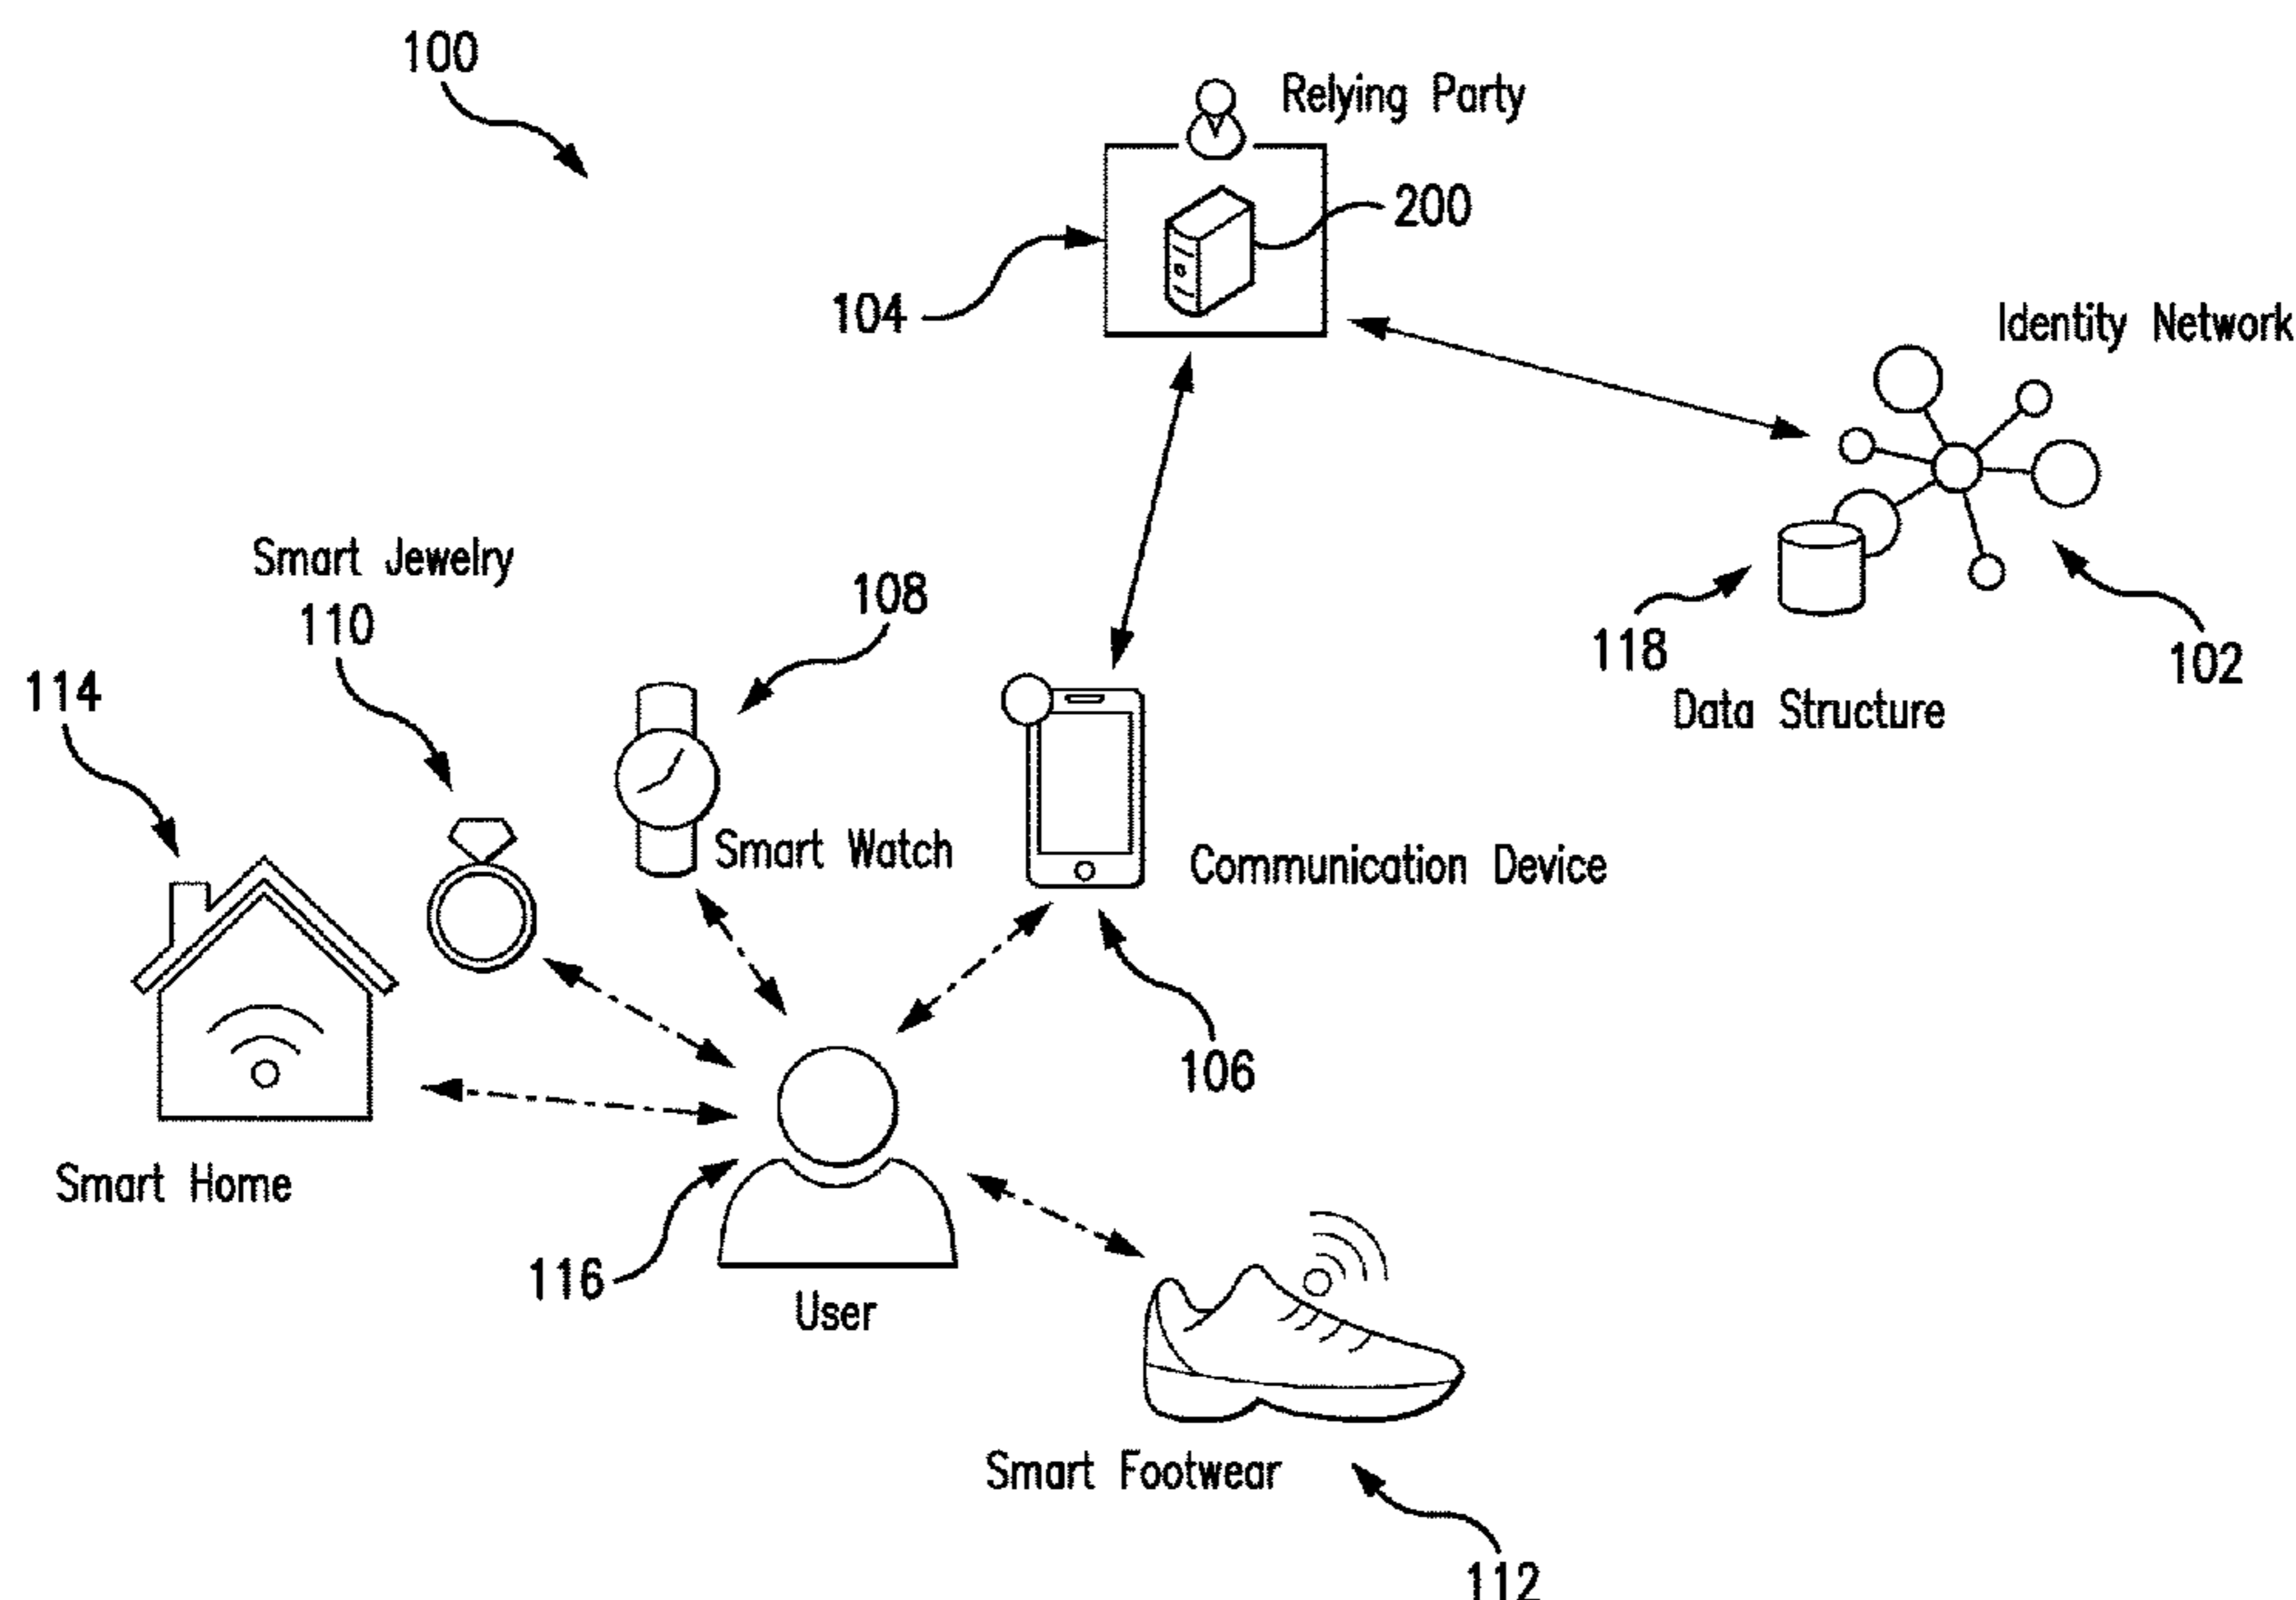 100
Relying Party
200
104
Identity Network
Smart Jewelry
110
108
114
118
102
Data Structure
Smart Watch
Communication Device
106
Smart Home
116
User
Smart Footwear
112